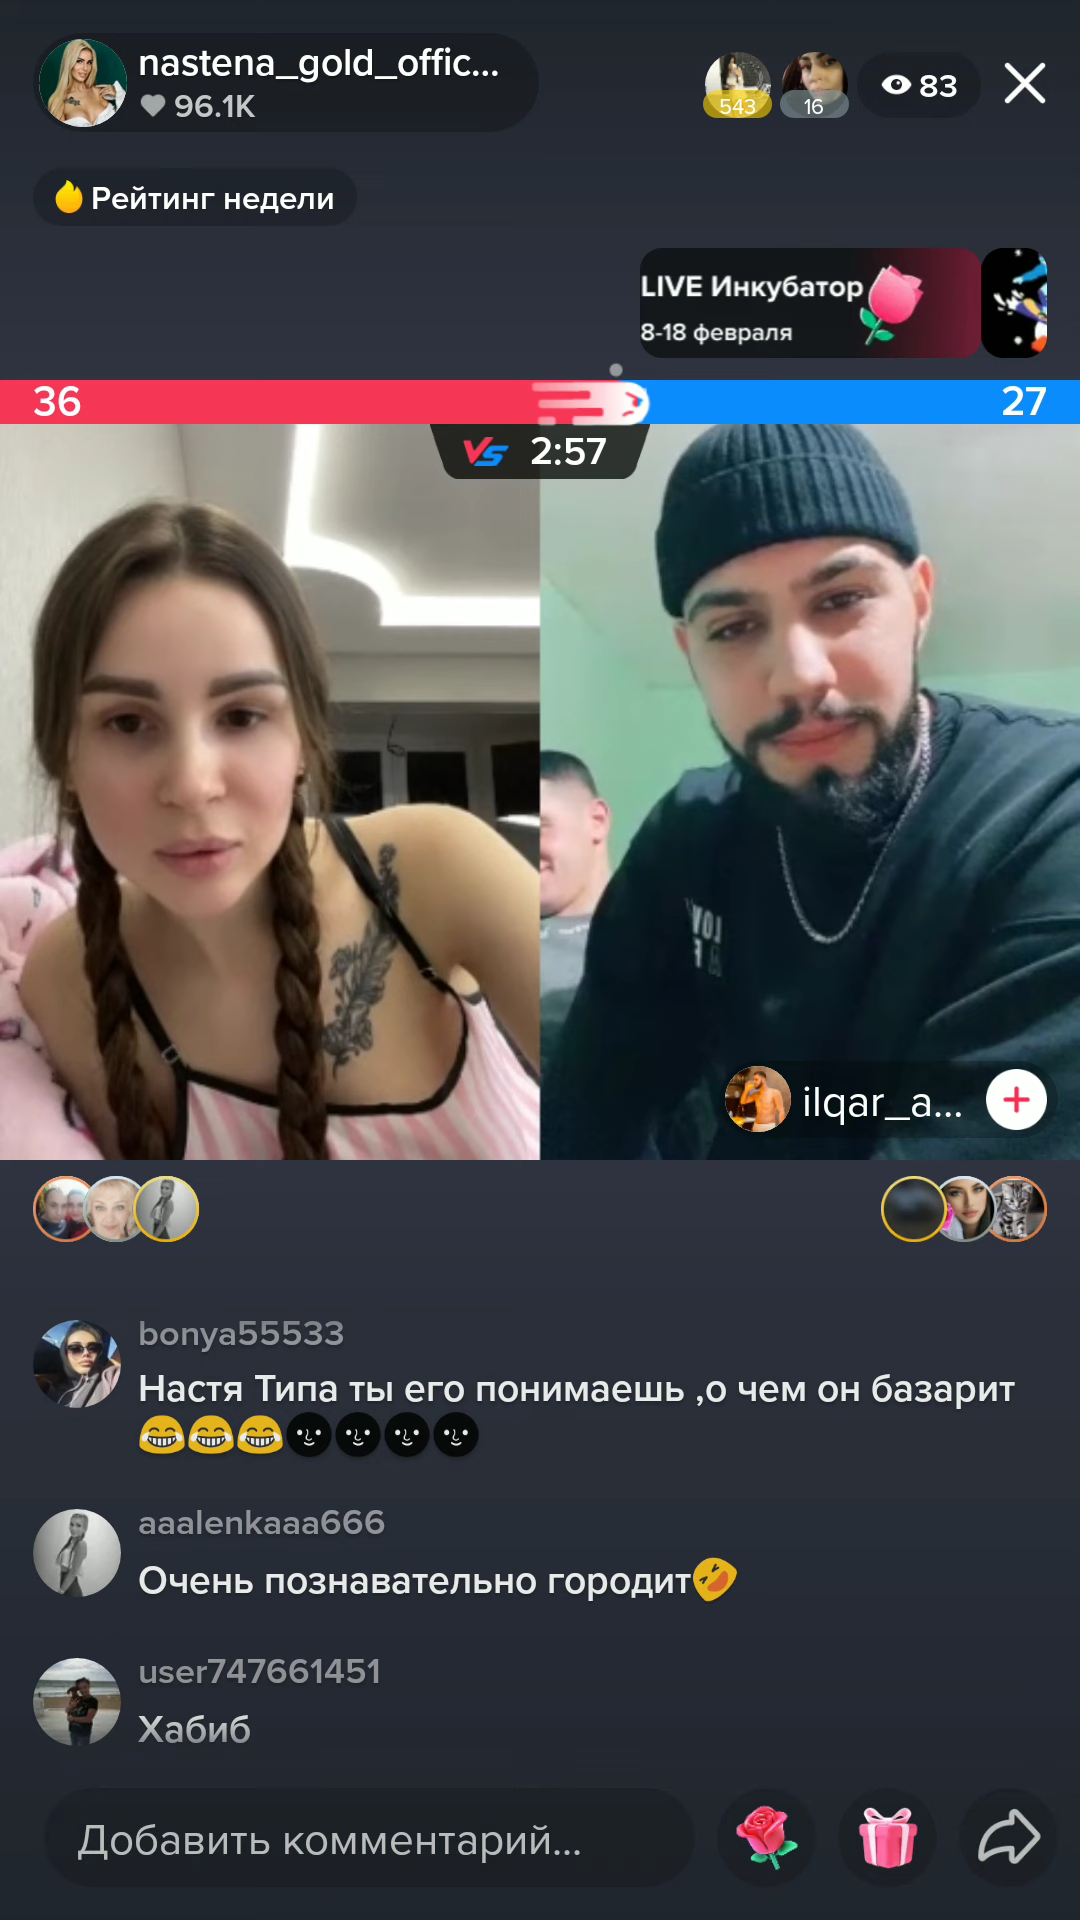 nastena_gold_offic...
96.1K
543
16
83
Рейтинг недели
LIVE Инкубатор
8-18 февраля
36
27
VS 2:57
ilqar_a...
bonya55533
Настя Типа ты его понимаешь ,о чем он базарит
😂😂😂🌚🌚🌚🌚
aaalenkaaa666
Очень познавательно городит🤣
user747661451
Хабиб
Добавить комментарий...